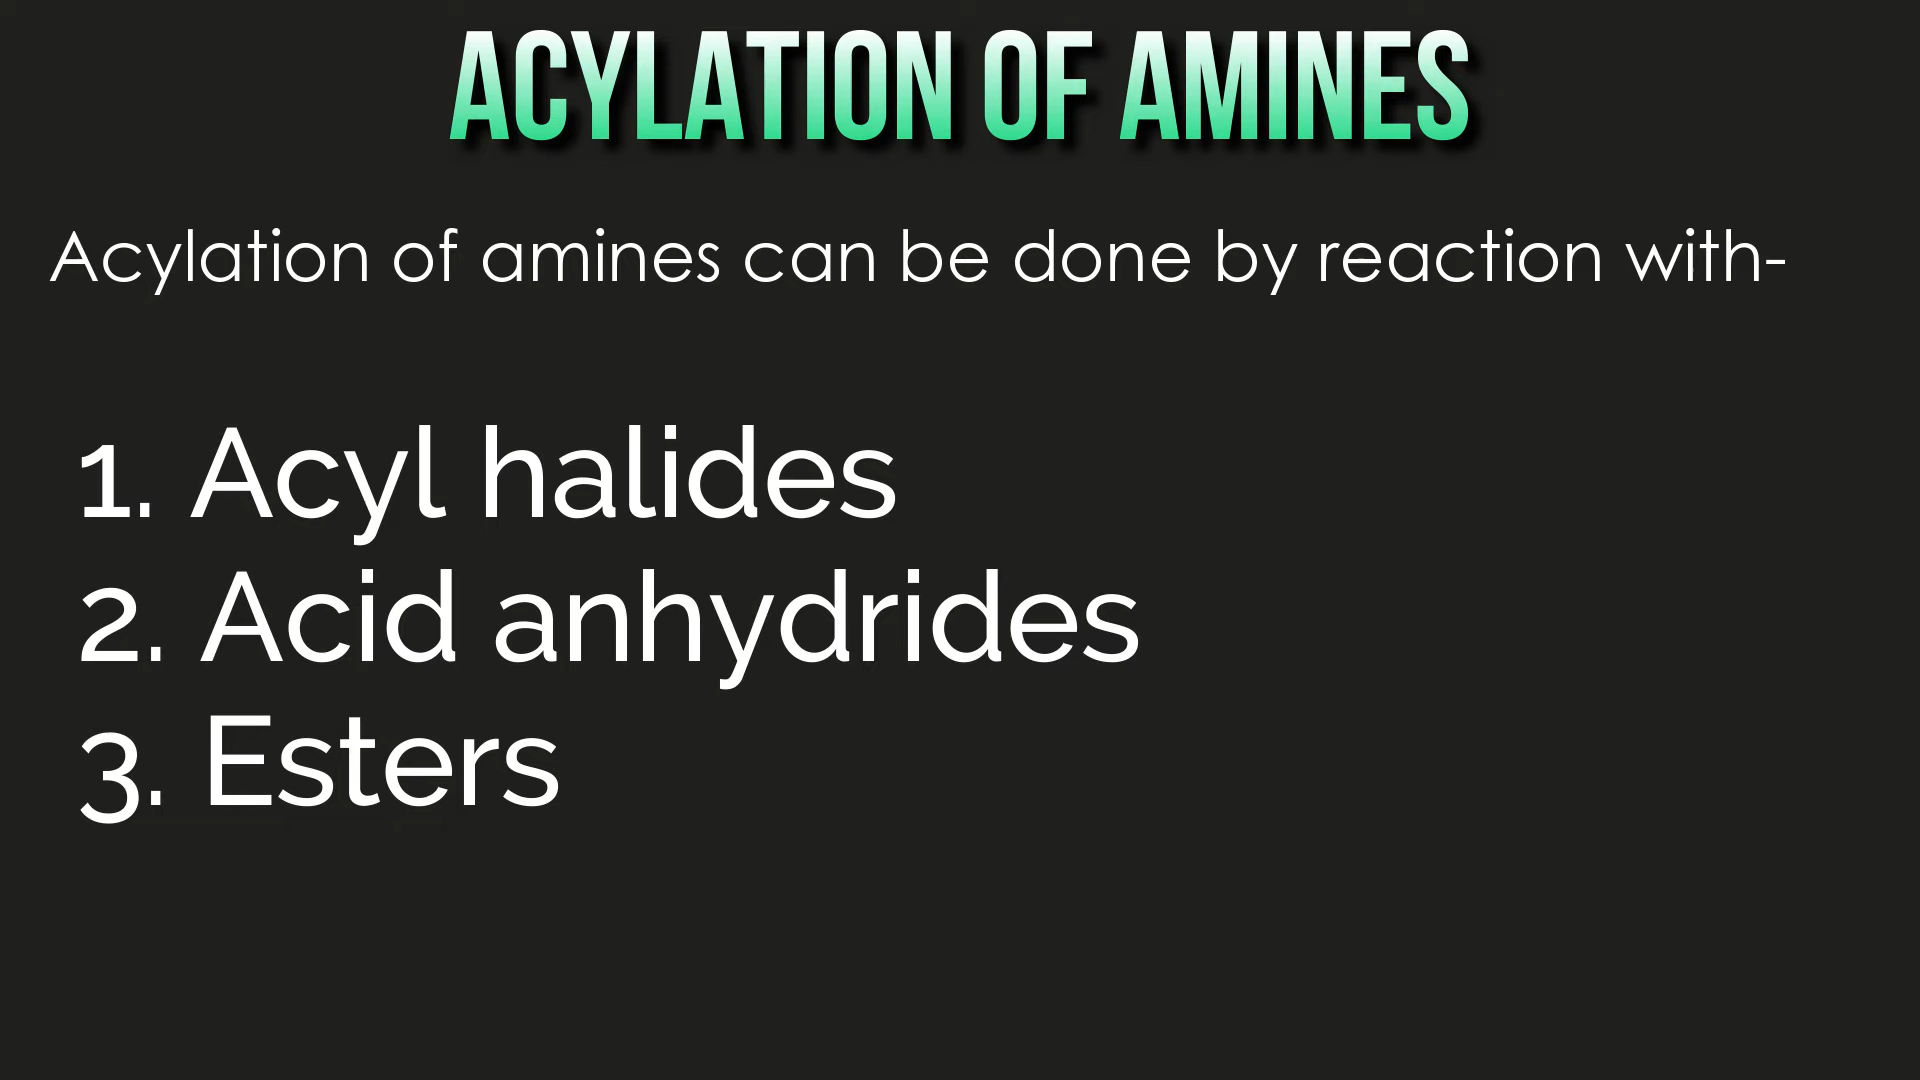 ACYLATION OF AMINES
Acylation of amines can be done by reaction with-
1. Acyl halides
2. Acid anhydrides
3. Esters